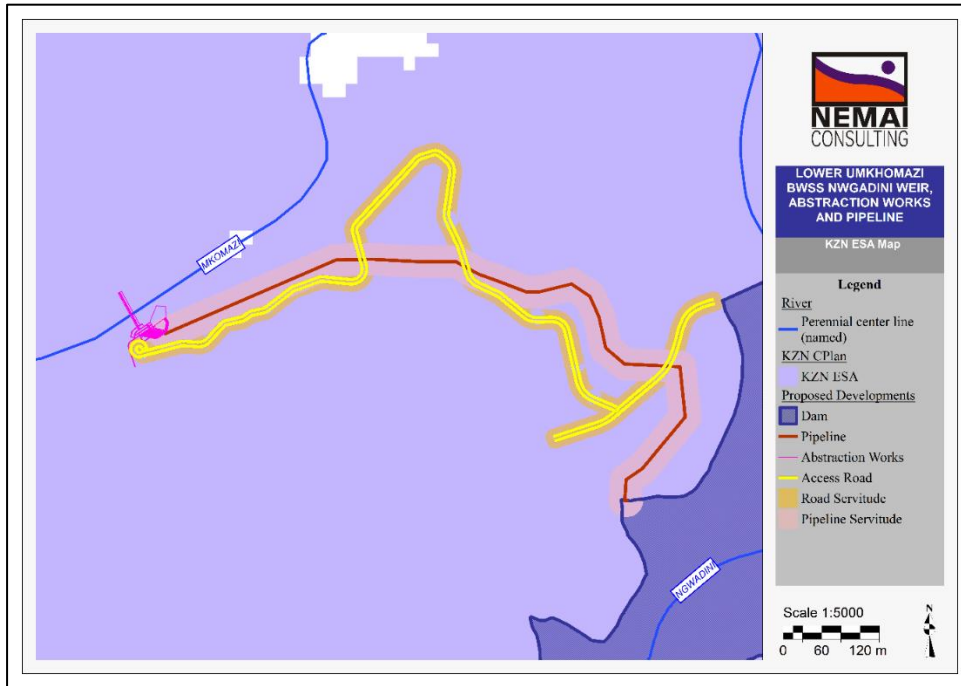 MKOMAZI
NGWADINI
NEMAI
CONSULTING
LOWER UMKHOMAZI
BWSS NWGADINI WEIR,
ABSTRACTION WORKS
AND PIPELINE
KZN ESA Map
Legend
River
Perennial center line
(named)
KZN CPlan
KZN ESA
Proposed Developments
Dam
Pipeline
Abstraction Works
Access Road
Road Servitude
Pipeline Servitude
Scale 1:5000
0 60 120 m
N